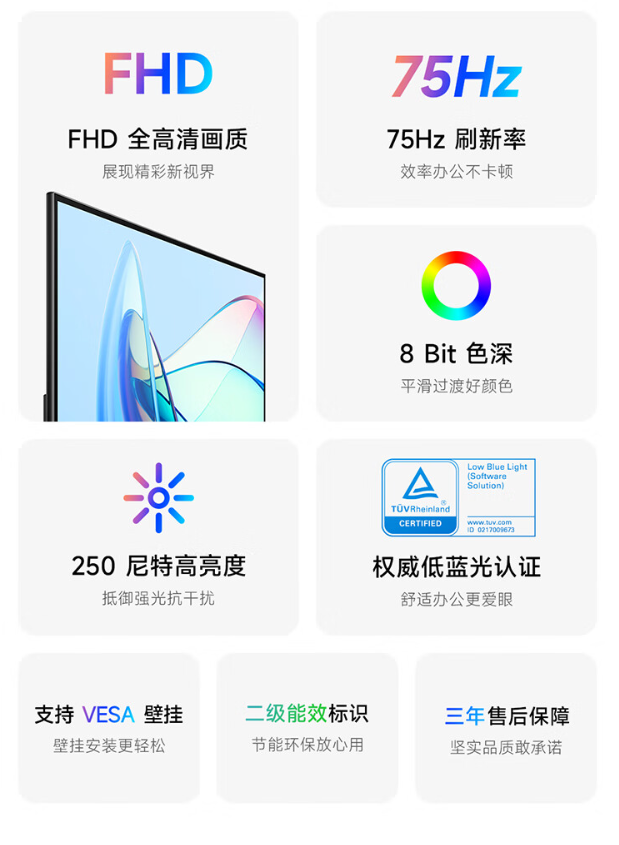 FHD
FHD 全高清画质
展现精彩新视界
75Hz
75Hz 刷新率
效率办公不卡顿
8 Bit 色深
平滑过渡好颜色
250 尼特高亮度
抵御强光抗干扰
TÜVRheinland®
CERTIFIED
Low Blue Light
(Software
Solution)
www.tuv.com
ID 0217009673
权威低蓝光认证
舒适办公更爱眼
支持 VESA 壁挂
壁挂安装更轻松
二级能效标识
节能环保放心用
三年售后保障
坚实品质敢承诺